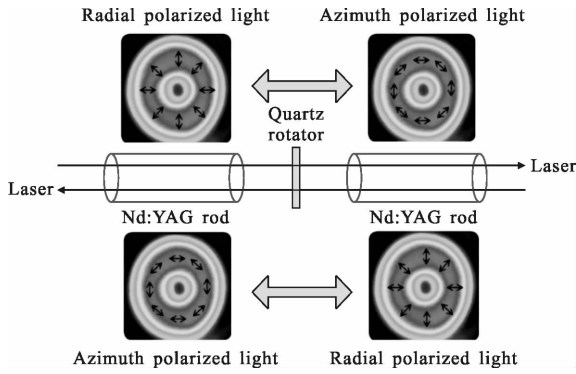 Radial polarized light
Azimuth polarized light
Quartz
rotator
Laser
Laser
Nd:YAG rod
Nd:YAG rod
Azimuth polarized light
Radial polarized light